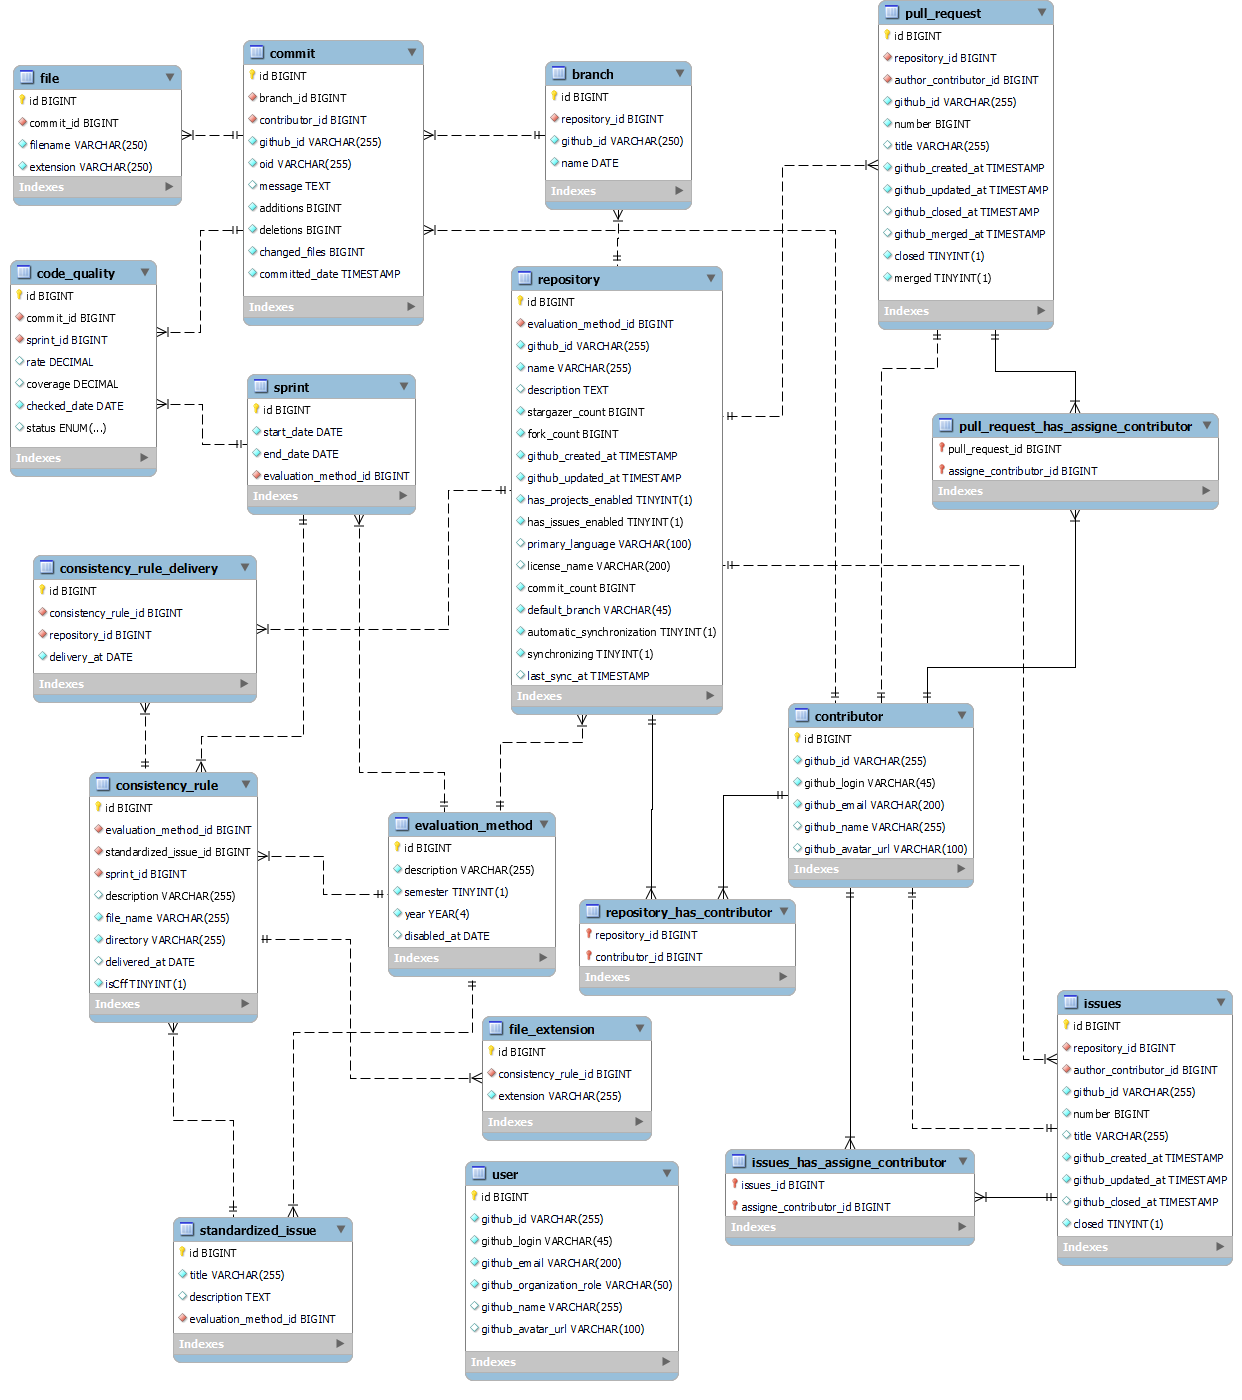 file
id BIGINT
commit_id BIGINT
filename VARCHAR(250)
extension VARCHAR(250)
Indexes
commit
id BIGINT
branch_id BIGINT
contributor_id BIGINT
github_id VARCHAR(255)
oid VARCHAR(255)
message TEXT
additions BIGINT
deletions BIGINT
changed_files BIGINT
committed_date TIMESTAMP
Indexes
branch
id BIGINT
repository_id BIGINT
github_id VARCHAR(250)
name DATE
Indexes
pull_request
id BIGINT
repository_id BIGINT
author_contributor_id BIGINT
github_id VARCHAR(255)
number BIGINT
title VARCHAR(255)
github_created_at TIMESTAMP
github_updated_at TIMESTAMP
github_closed_at TIMESTAMP
github_merged_at TIMESTAMP
closed TINYINT(1)
merged TINYINT(1)
Indexes
code_quality
id BIGINT
commit_id BIGINT
sprint_id BIGINT
rate DECIMAL
coverage DECIMAL
checked_date DATE
status ENUM(...)
Indexes
sprint
id BIGINT
start_date DATE
end_date DATE
evaluation_method_id BIGINT
Indexes
repository
id BIGINT
evaluation_method_id BIGINT
github_id VARCHAR(255)
name VARCHAR(255)
description TEXT
stargazer_count BIGINT
fork_count BIGINT
github_created_at TIMESTAMP
github_updated_at TIMESTAMP
has_projects_enabled TINYINT(1)
has_issues_enabled TINYINT(1)
primary_language VARCHAR(100)
license_name VARCHAR(200)
commit_count BIGINT
default_branch VARCHAR(45)
automatic_synchronization TINYINT(1)
synchronizing TINYINT(1)
last_sync_at TIMESTAMP
Indexes
pull_request_has_assigne_contributor
pull_request_id BIGINT
assigne_contributor_id BIGINT
Indexes
consistency_rule_delivery
id BIGINT
consistency_rule_id BIGINT
repository_id BIGINT
delivery_at DATE
Indexes
contributor
id BIGINT
github_id VARCHAR(255)
github_login VARCHAR(45)
github_email VARCHAR(200)
github_name VARCHAR(255)
github_avatar_url VARCHAR(100)
Indexes
consistency_rule
id BIGINT
evaluation_method_id BIGINT
standardized_issue_id BIGINT
sprint_id BIGINT
description VARCHAR(255)
file_name VARCHAR(255)
directory VARCHAR(255)
delivered_at DATE
isCff TINYINT(1)
Indexes
evaluation_method
id BIGINT
description VARCHAR(255)
semester TINYINT(1)
year YEAR(4)
disabled_at DATE
Indexes
repository_has_contributor
repository_id BIGINT
contributor_id BIGINT
Indexes
file_extension
id BIGINT
consistency_rule_id BIGINT
extension VARCHAR(255)
Indexes
issues
id BIGINT
repository_id BIGINT
author_contributor_id BIGINT
github_id VARCHAR(255)
number BIGINT
title VARCHAR(255)
github_created_at TIMESTAMP
github_updated_at TIMESTAMP
github_closed_at TIMESTAMP
closed TINYINT(1)
Indexes
issues_has_assigne_contributor
issues_id BIGINT
assigne_contributor_id BIGINT
Indexes
user
id BIGINT
github_id VARCHAR(255)
github_login VARCHAR(45)
github_email VARCHAR(200)
github_organization_role VARCHAR(50)
github_name VARCHAR(255)
github_avatar_url VARCHAR(100)
Indexes
standardized_issue
id BIGINT
title VARCHAR(255)
description TEXT
evaluation_method_id BIGINT
Indexes